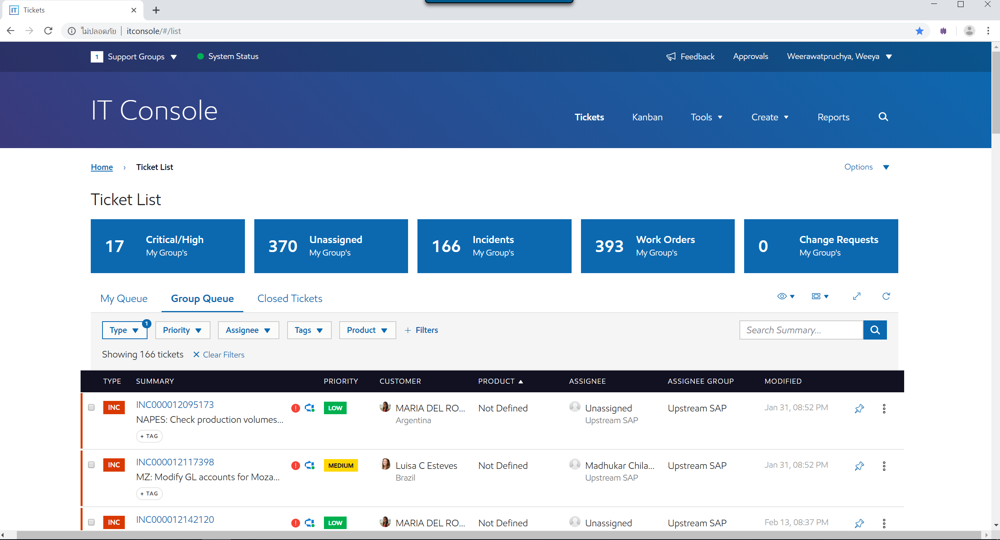 IT Tickets
ไม่ปลอดภัย | itconsole/#/list
1 Support Groups System Status Feedback Approvals Weerawatpruchya, Weeya
IT Console Tickets Kanban Tools Create Reports
Home › Ticket List Options
Ticket List
17 Critical/High My Group's
370 Unassigned My Group's
166 Incidents My Group's
393 Work Orders My Group's
0 Change Requests My Group's
My Queue Group Queue Closed Tickets
Type 1 Priority Assignee Tags Product + Filters Search Summary...
Showing 166 tickets Clear Filters
TYPE SUMMARY PRIORITY CUSTOMER PRODUCT ASSIGNEE ASSIGNEE GROUP MODIFIED
INC INC000012095173 LOW MARIA DEL RO... Not Defined Unassigned Upstream SAP Jan 31, 08:52 PM
NAPES: Check production volumes... Argentina Upstream SAP
+ TAG
INC INC000012117398 MEDIUM Luisa C Esteves Not Defined Madhukar Chila... Upstream SAP Jan 31, 08:52 PM
MZ: Modify GL accounts for Moza... Brazil Upstream SAP
+ TAG
INC INC000012142120 LOW MARIA DEL RO... Not Defined Unassigned Upstream SAP Feb 13, 08:37 PM